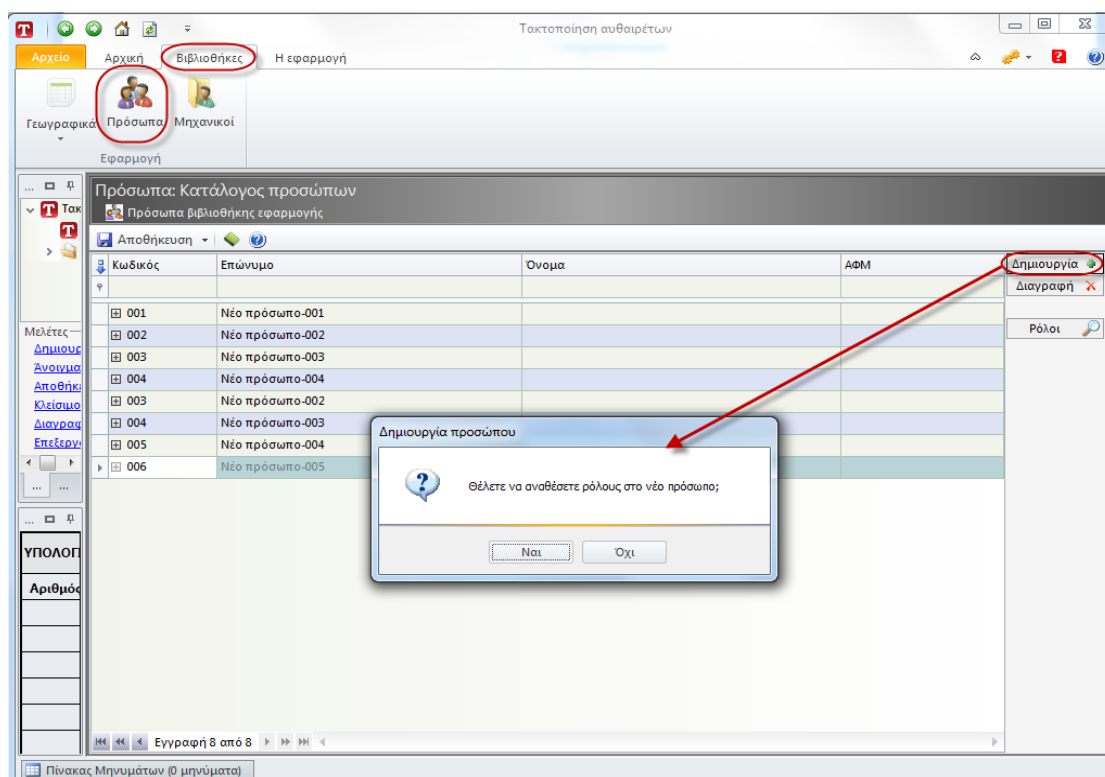 Τακτοποίηση αυθαιρέτων
Αρχείο Αρχική Βιβλιοθήκες Η εφαρμογή
Γεωγραφικά Πρόσωπα Μηχανικοί
Εφαρμογή
Πρόσωπα: Κατάλογος προσώπων
Πρόσωπα βιβλιοθήκης εφαρμογής
Τακ
Αποθήκευση
Κωδικός Επώνυμο Όνομα ΑΦΜ
Δημιουργία
Διαγραφή
Ρόλοι
001 Νέο πρόσωπο-001
002 Νέο πρόσωπο-002
003 Νέο πρόσωπο-003
004 Νέο πρόσωπο-004
003 Νέο πρόσωπο-002
004 Νέο πρόσωπο-003
005 Νέο πρόσωπο-004
006 Νέο πρόσωπο-005
Μελέτες
Δημιουρ
Άνοιγμα
Αποθήκ
Κλείσιμο
Διαγραφ
Επεξεργ
... ...
Δημιουργία προσώπου
Θέλετε να αναθέσετε ρόλους στο νέο πρόσωπο;
Ναι Όχι
ΥΠΟΛΟΓ
Αριθμός
Εγγραφή 8 από 8
Πίνακας Μηνυμάτων (0 μηνύματα)